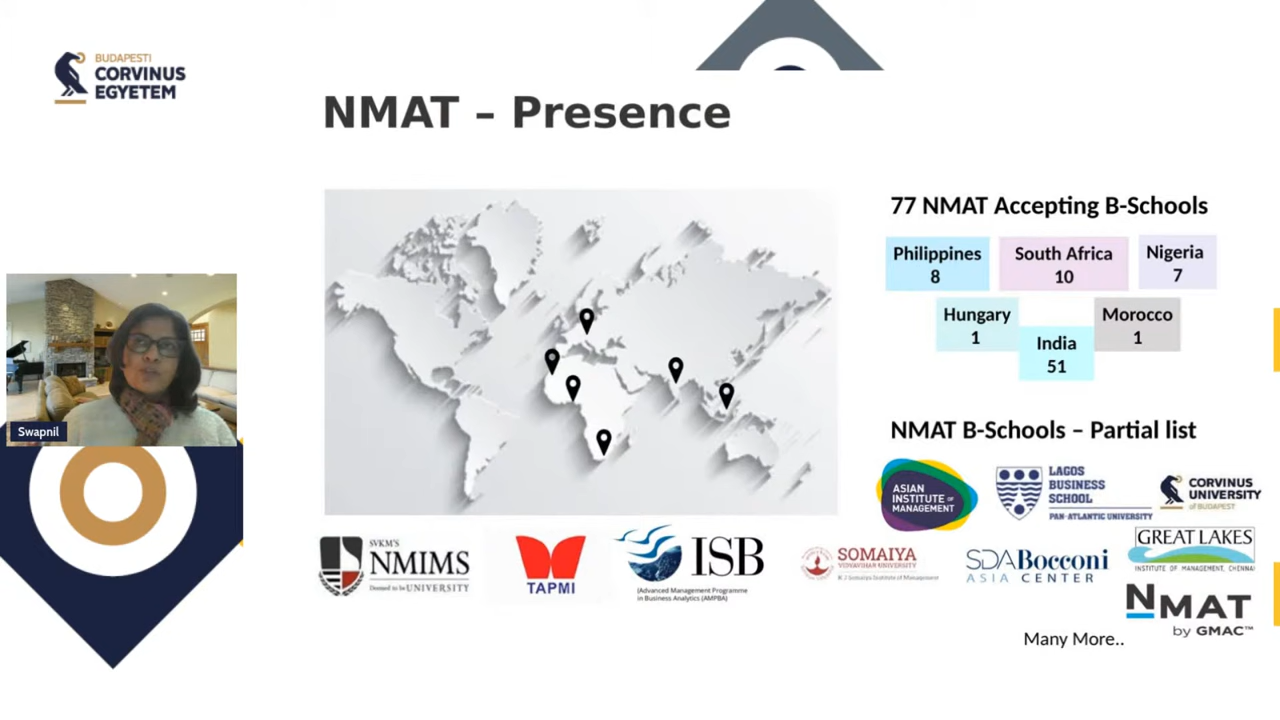 BUDAPESTI
CORVINUS
EGYETEM
NMAT – Presence
Swapnil
77 NMAT Accepting B-Schools
Philippines
8
South Africa
10
Nigeria
7
Hungary
1
India
51
Morocco
1
NMAT B-Schools – Partial list
ASIAN
INSTITUTE OF
MANAGEMENT
LAGOS
BUSINESS
SCHOOL
PAN-ATLANTIC UNIVERSITY
CORVINUS
UNIVERSITY
of BUDAPEST
SVKM'S
NMIMS
Deemed to be UNIVERSITY
TAPMI
ISB
(Advanced Management Programme
in Business Analytics (AMPBA)
SOMAIYA
VIDYAVIHAR UNIVERSITY
K J Somaiya Institute of Management
SDA Bocconi
ASIA CENTER
GREAT LAKES
INSTITUTE OF MANAGEMENT, CHENNAI
NMAT
by GMAC™
Many More..